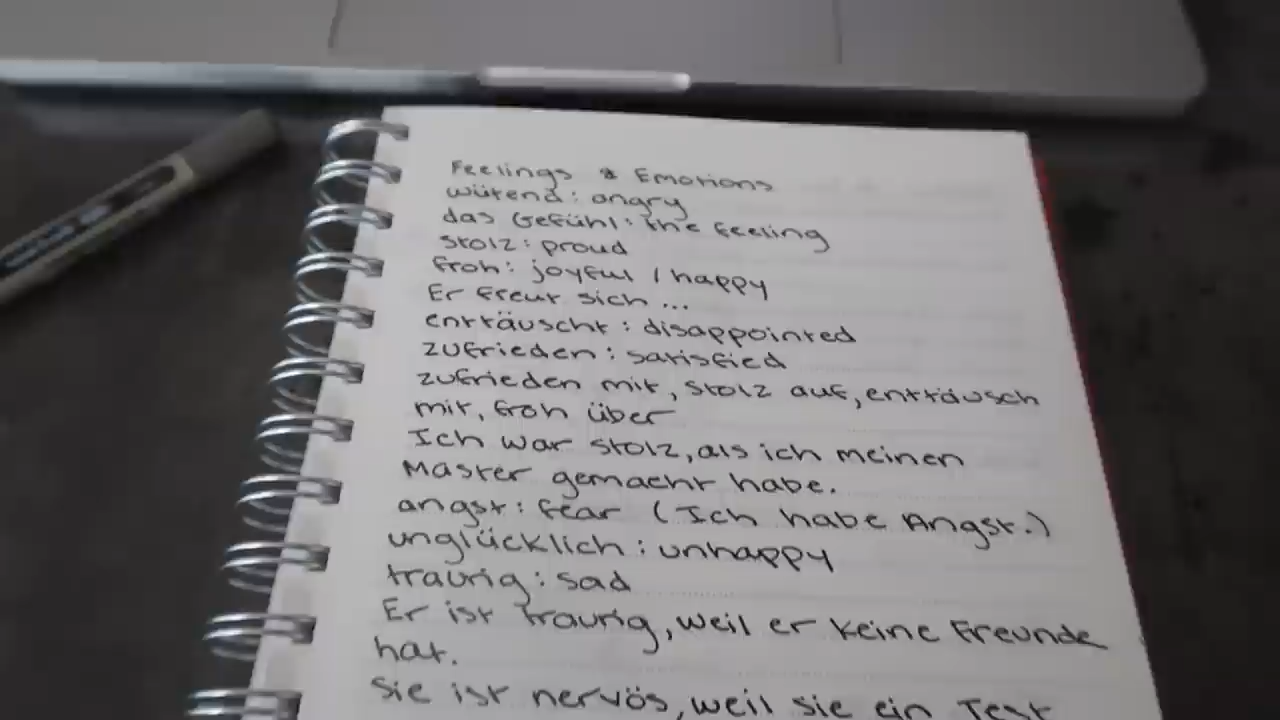 Feelings & Emotions
wütend: angry
das Gefühl: the feeling
stolz: proud
froh: joyful / happy
Er freut sich ...
enttäuscht: disappointed
zufrieden: satisfied
zufrieden mit, stolz auf, enttäusch
mit, froh über
Ich war stolz, als ich meinen
Master gemacht habe.
angst: fear (Ich habe Angst.)
unglücklich: unhappy
traurig: sad
Er ist traurig, weil er keine Freunde
hat.
Sie ist nervös, weil sie ein Test